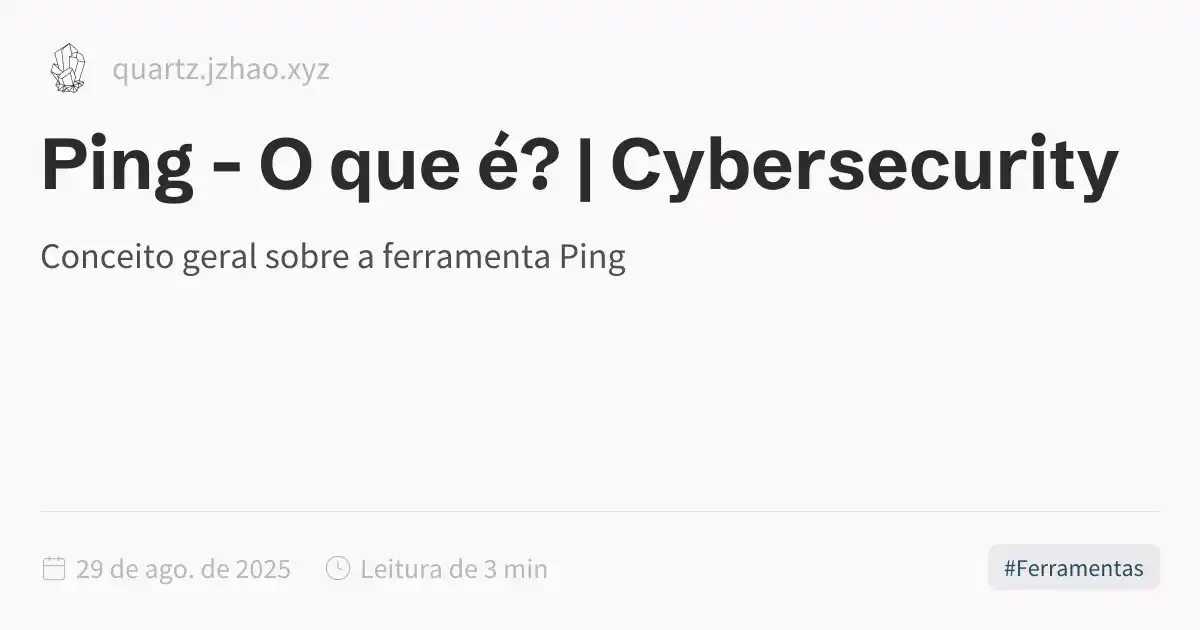 quartz.jzhao.xyz
Ping - O que é? | Cybersecurity
Conceito geral sobre a ferramenta Ping
29 de ago. de 2025 Leitura de 3 min #Ferramentas